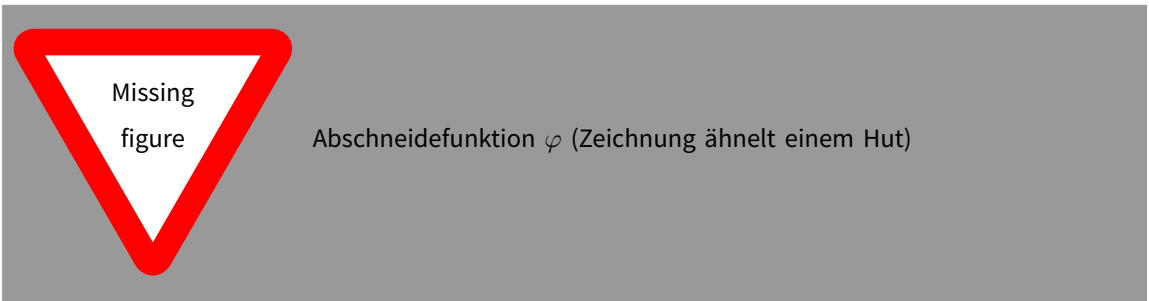 Missing
figure
Abschneidefunktion φ (Zeichnung ähnelt einem Hut)